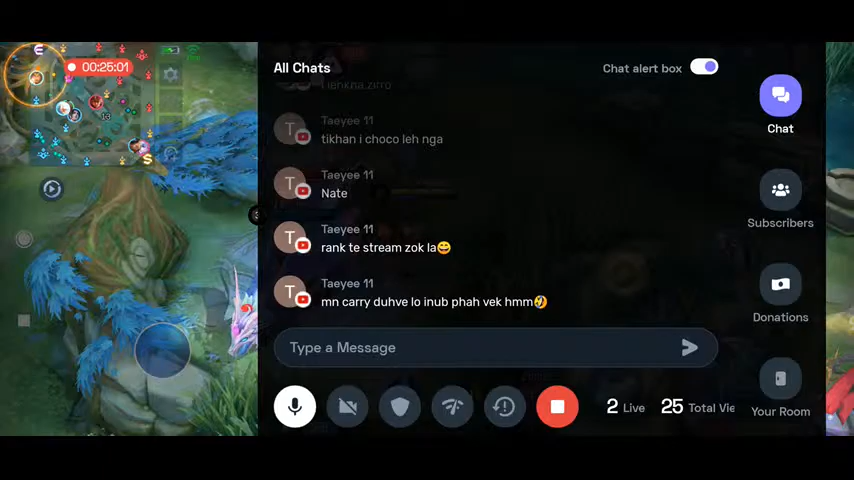 00:25:01
All Chats
Chat alert box
Chat
Taeyee 11
tikhan i choco leh nga
Taeyee 11
Nate
Subscribers
Taeyee 11
rank te stream zok la😄
Taeyee 11
mn carry duhve lo inub phah vek hmm🤣
Donations
Type a Message
2 Live
25 Total Vie
Your Room